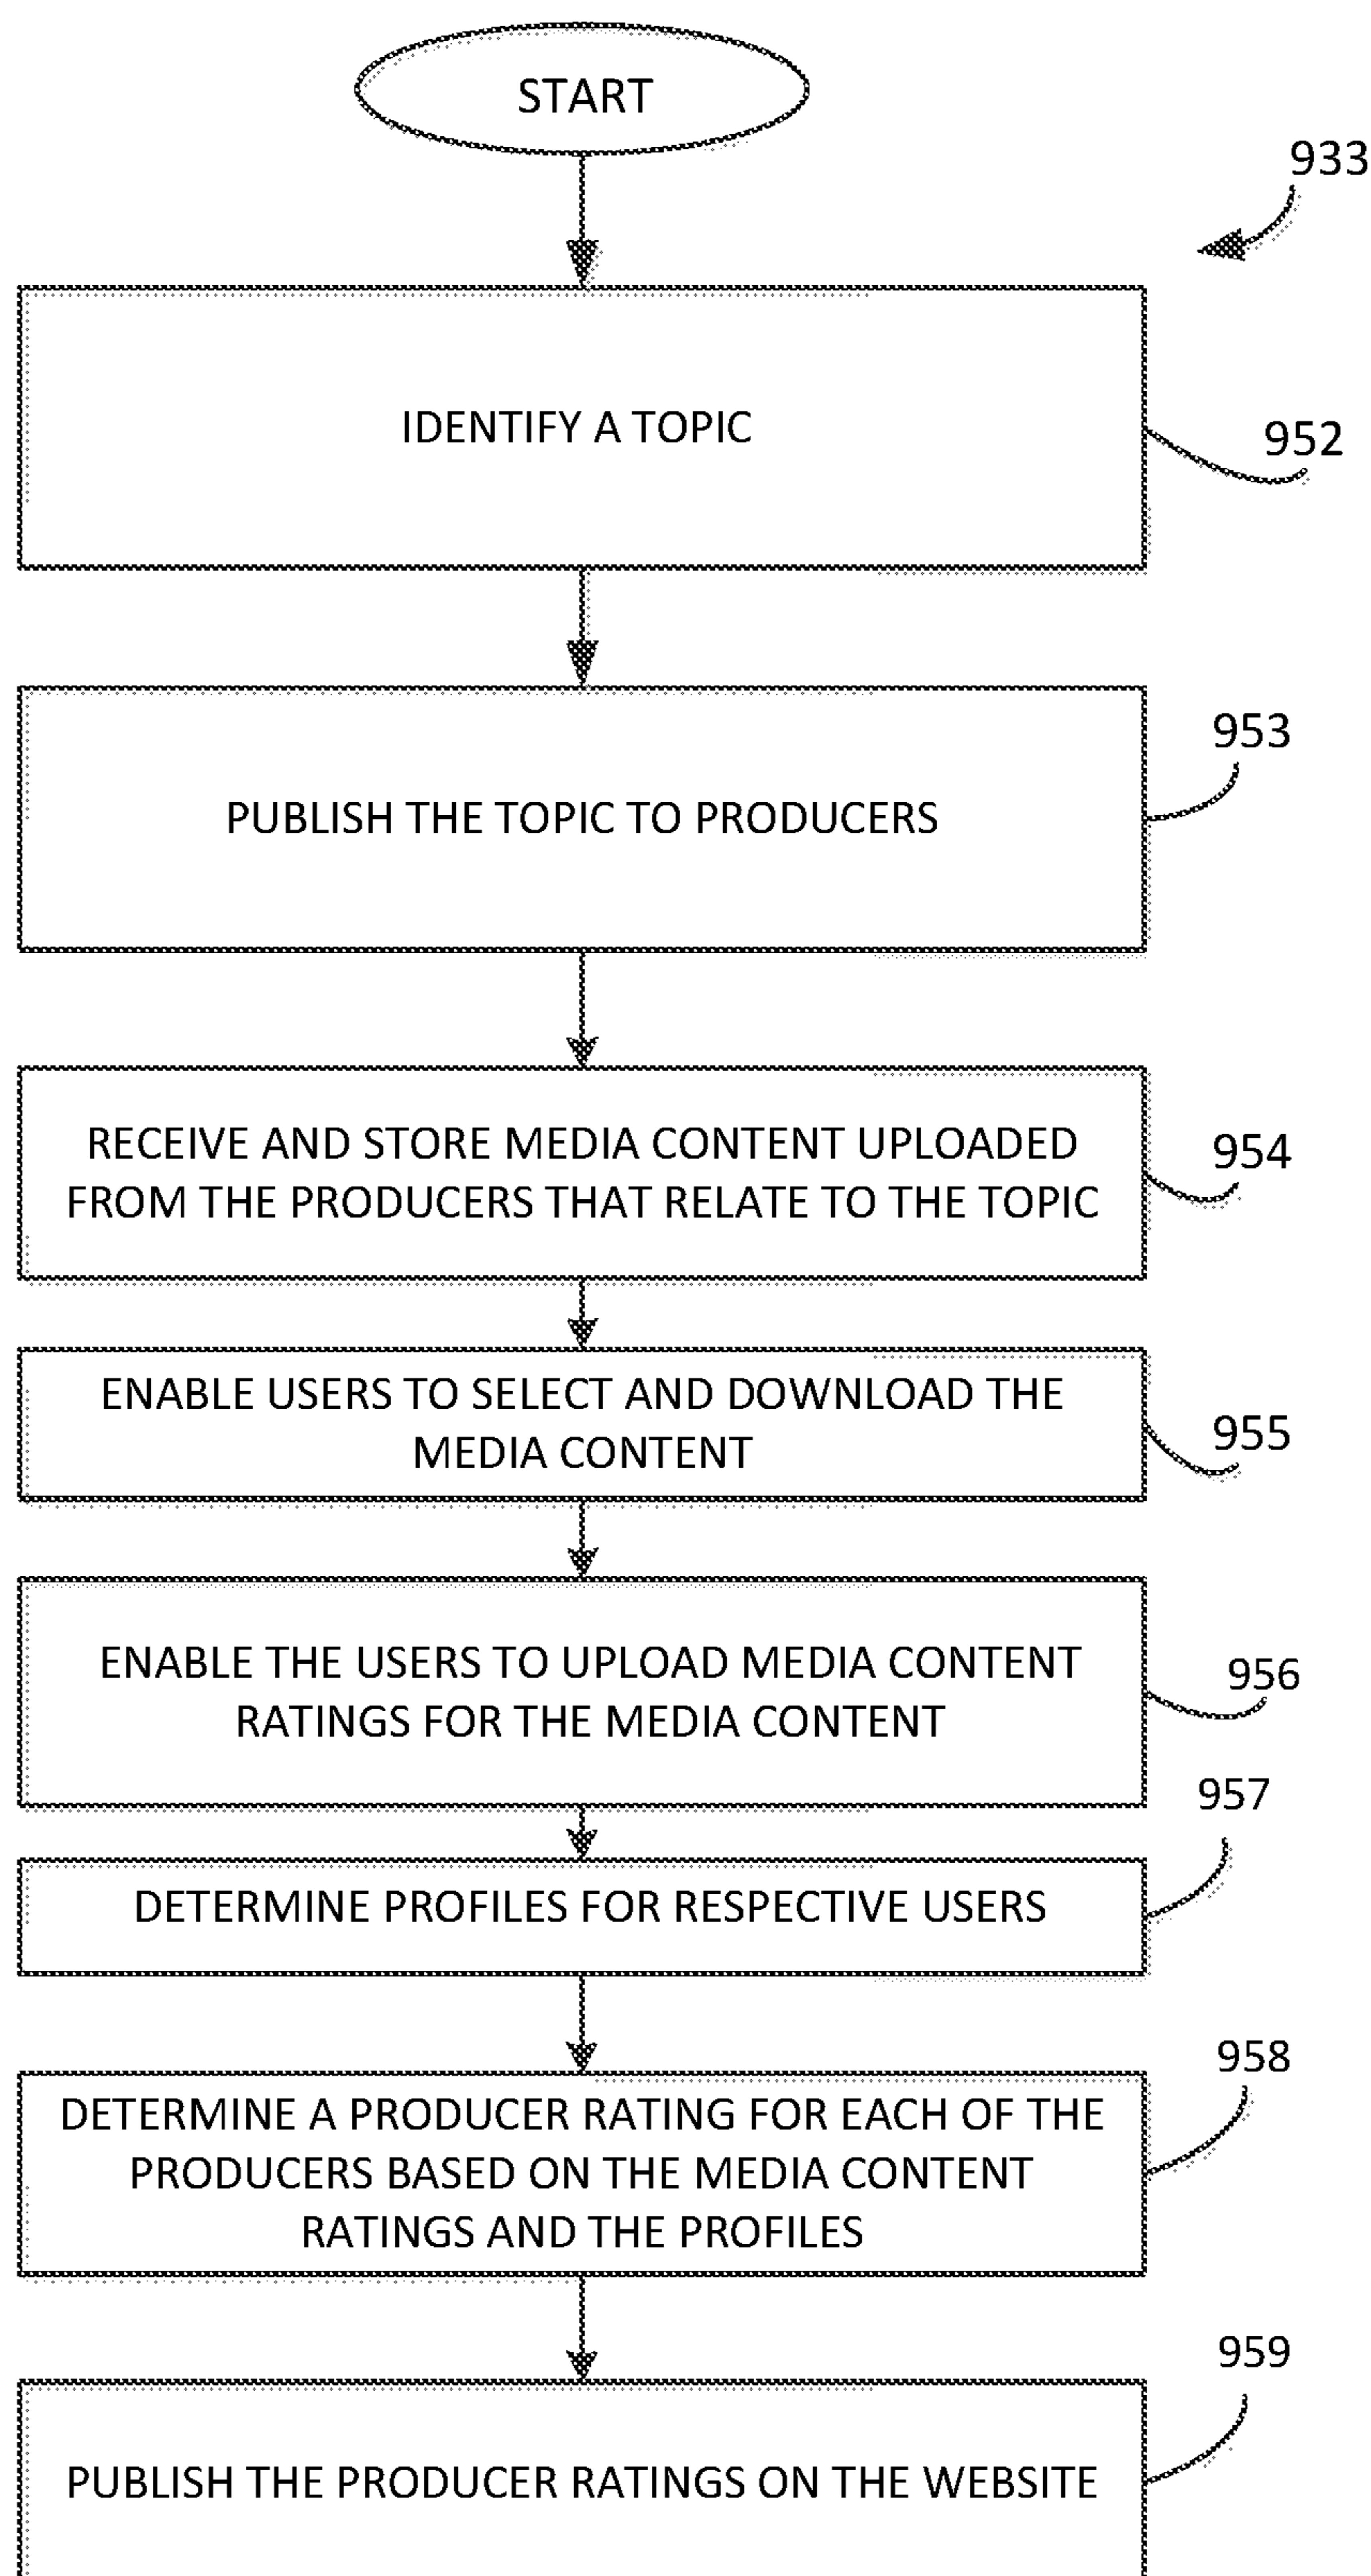 START
933
IDENTIFY A TOPIC
952
PUBLISH THE TOPIC TO PRODUCERS
953
RECEIVE AND STORE MEDIA CONTENT UPLOADED
FROM THE PRODUCERS THAT RELATE TO THE TOPIC
954
ENABLE USERS TO SELECT AND DOWNLOAD THE
MEDIA CONTENT
955
ENABLE THE USERS TO UPLOAD MEDIA CONTENT
RATINGS FOR THE MEDIA CONTENT
956
957
DETERMINE PROFILES FOR RESPECTIVE USERS
958
DETERMINE A PRODUCER RATING FOR EACH OF THE
PRODUCERS BASED ON THE MEDIA CONTENT
RATINGS AND THE PROFILES
959
PUBLISH THE PRODUCER RATINGS ON THE WEBSITE